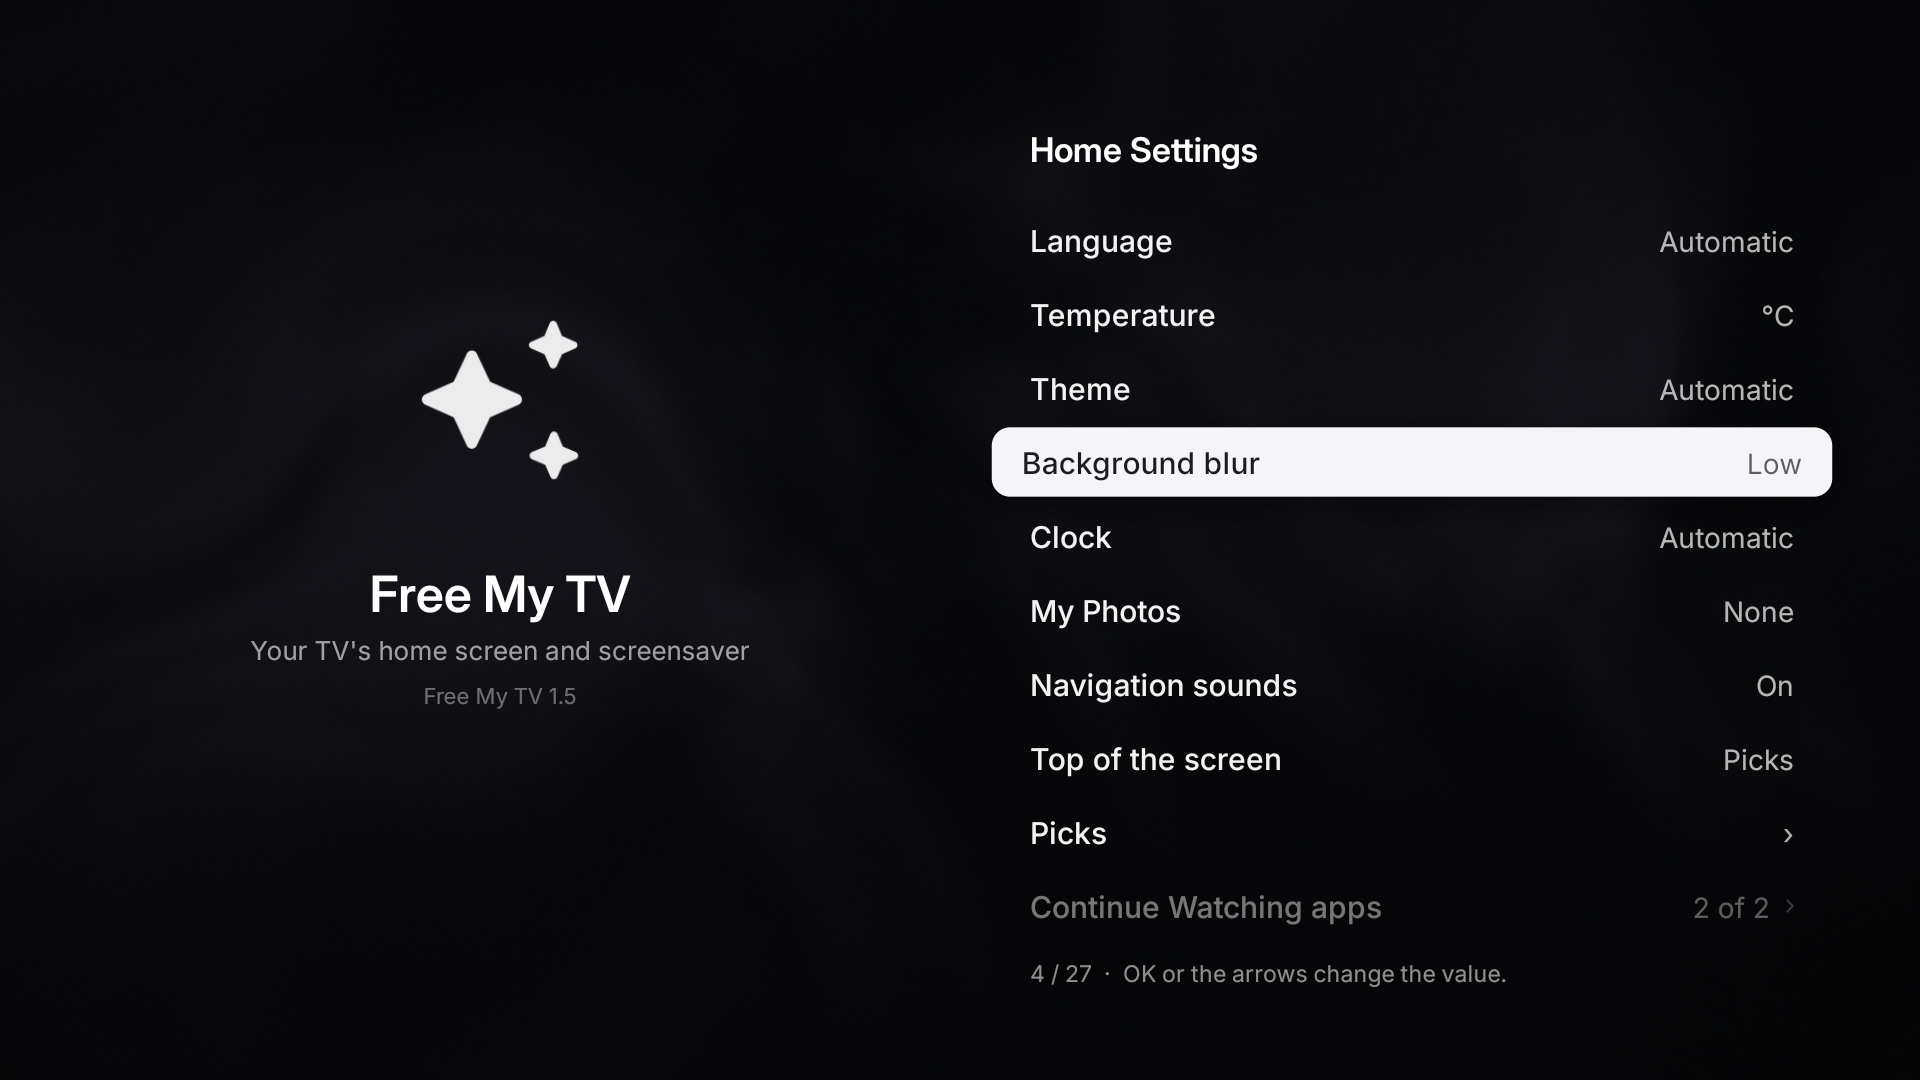 Free My TV
Your TV's home screen and screensaver
Free My TV 1.5
Home Settings
Language Automatic
Temperature °C
Theme Automatic
Background blur Low
Clock Automatic
My Photos None
Navigation sounds On
Top of the screen Picks
Picks ›
Continue Watching apps 2 of 2 ›
4 / 27 · OK or the arrows change the value.